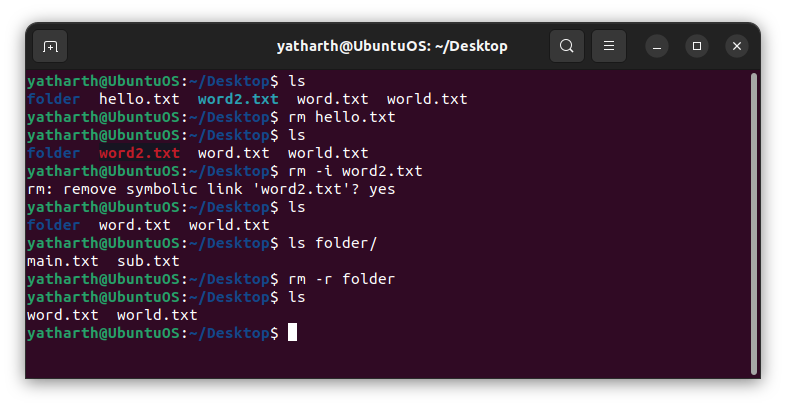 yatharth@UbuntuOS: ~/Desktop
yatharth@UbuntuOS:~/Desktop$ ls
folder  hello.txt  word2.txt  word.txt  world.txt
yatharth@UbuntuOS:~/Desktop$ rm hello.txt
yatharth@UbuntuOS:~/Desktop$ ls
folder  word2.txt  word.txt  world.txt
yatharth@UbuntuOS:~/Desktop$ rm -i word2.txt
rm: remove symbolic link 'word2.txt'? yes
yatharth@UbuntuOS:~/Desktop$ ls
folder  word.txt  world.txt
yatharth@UbuntuOS:~/Desktop$ ls folder/
main.txt  sub.txt
yatharth@UbuntuOS:~/Desktop$ rm -r folder
yatharth@UbuntuOS:~/Desktop$ ls
word.txt  world.txt
yatharth@UbuntuOS:~/Desktop$